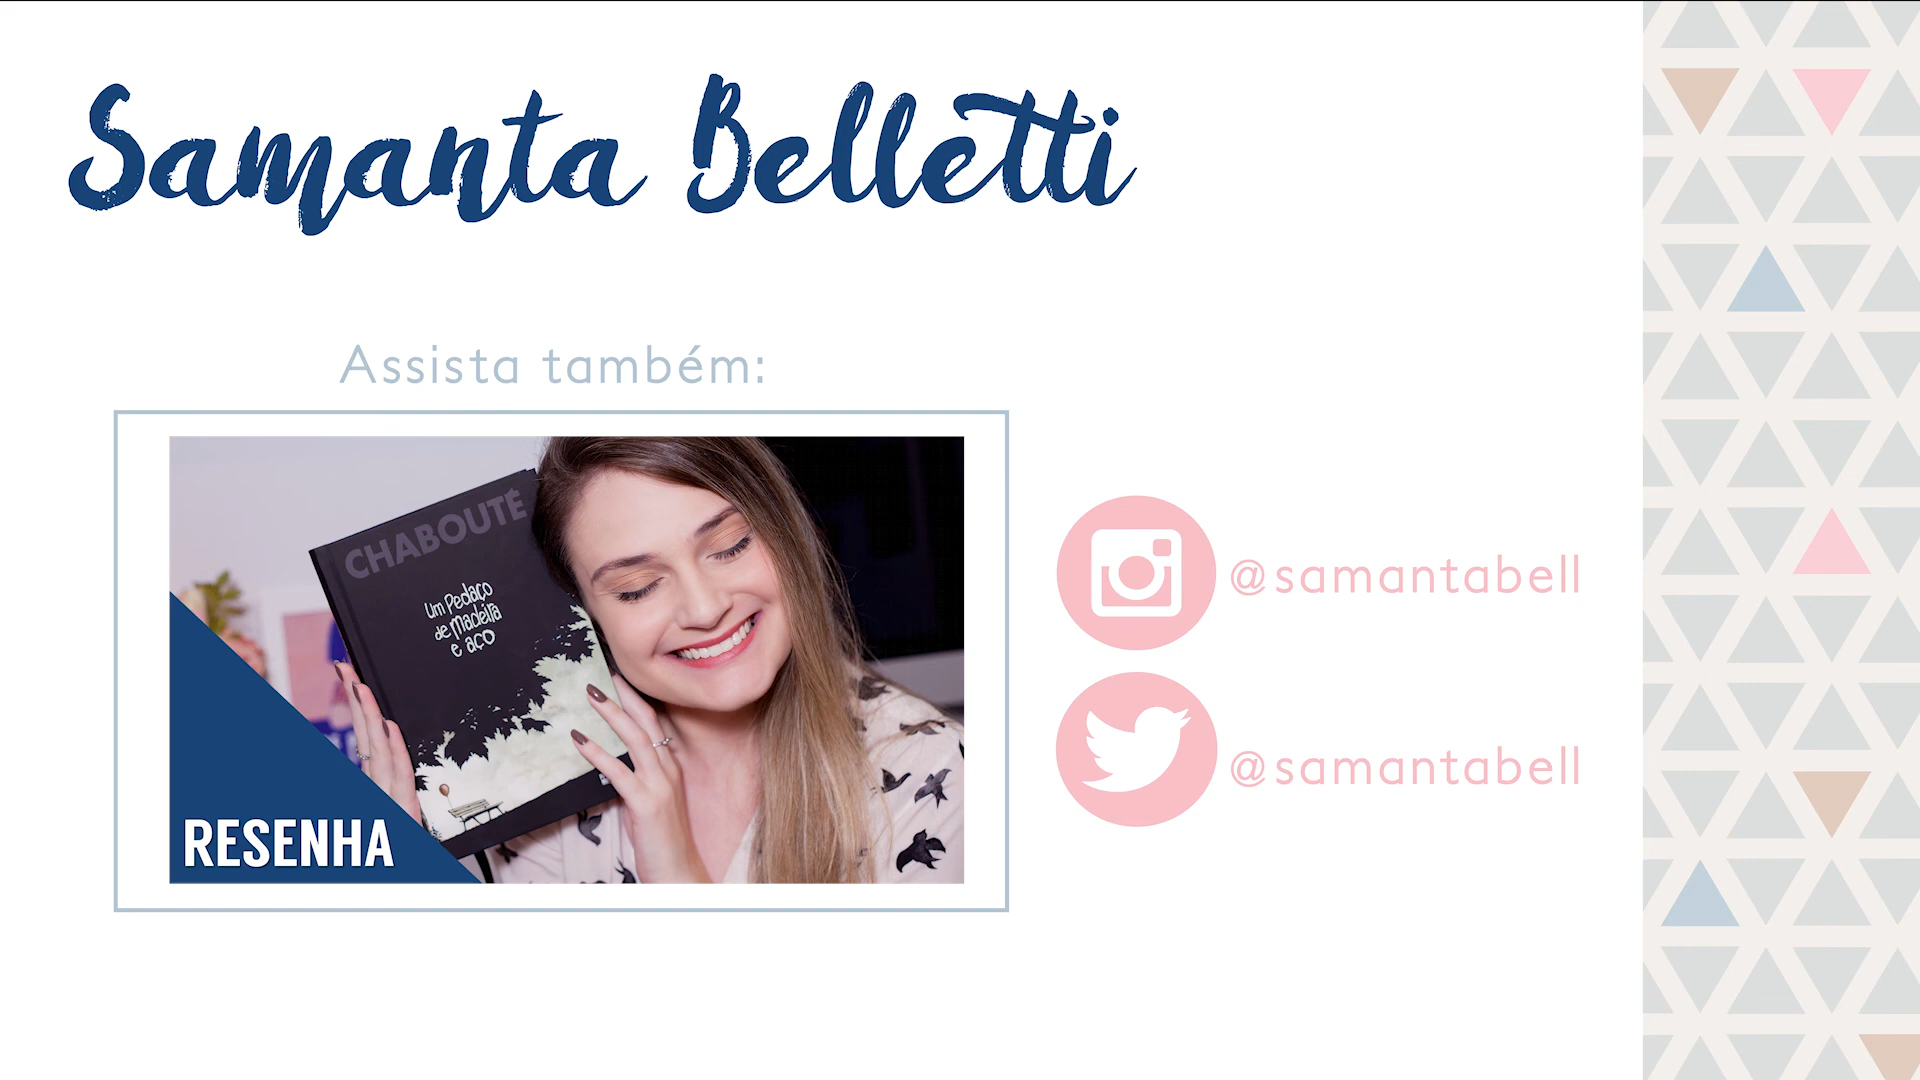 Samanta Belletti
Assista também:
CHABOUTÉ
Um Pedaço
de Madeira
e aço
RESENHA
@samantabell
@samantabell